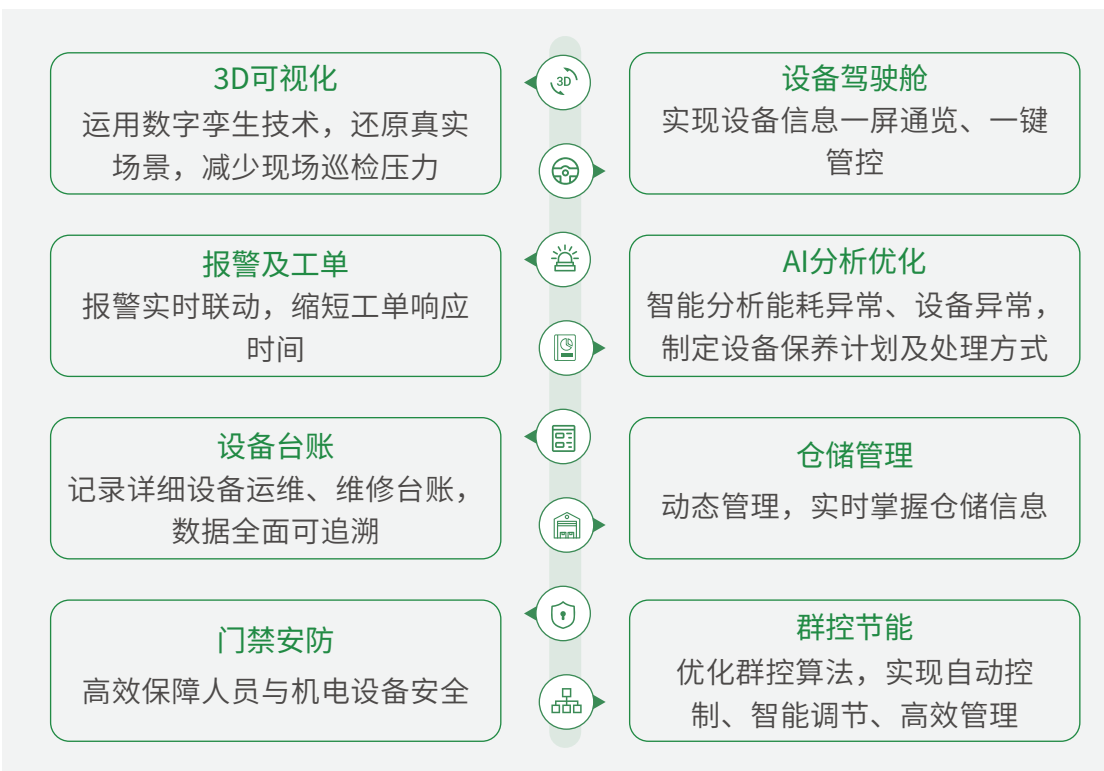 3D可视化
运用数字孪生技术，还原真实
场景，减少现场巡检压力
3D
设备驾驶舱
实现设备信息一屏通览、一键
管控
报警及工单
报警实时联动，缩短工单响应
时间
AI分析优化
智能分析能耗异常、设备异常，
制定设备保养计划及处理方式
设备台账
记录详细设备运维、维修台账，
数据全面可追溯
仓储管理
动态管理，实时掌握仓储信息
门禁安防
高效保障人员与机电设备安全
群控节能
优化群控算法，实现自动控
制、智能调节、高效管理